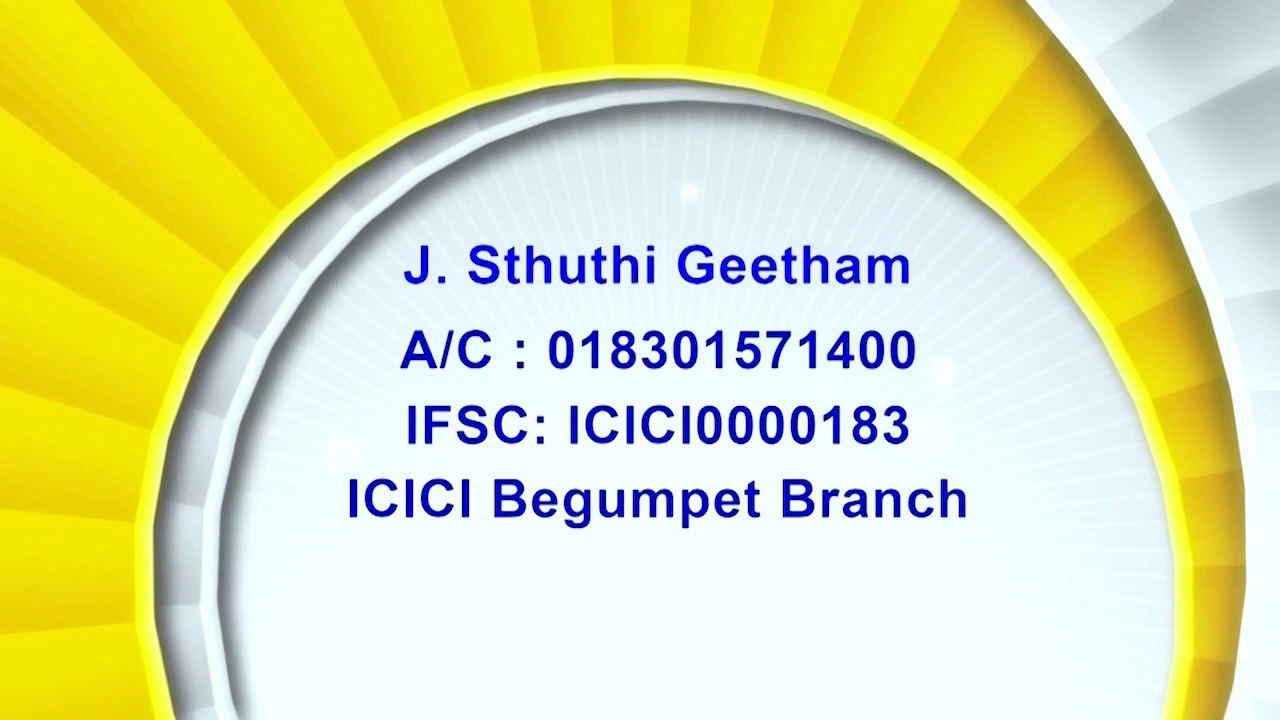 J. Sthuthi Geetham
A/C : 018301571400
IFSC: ICICI0000183
ICICI Begumpet Branch